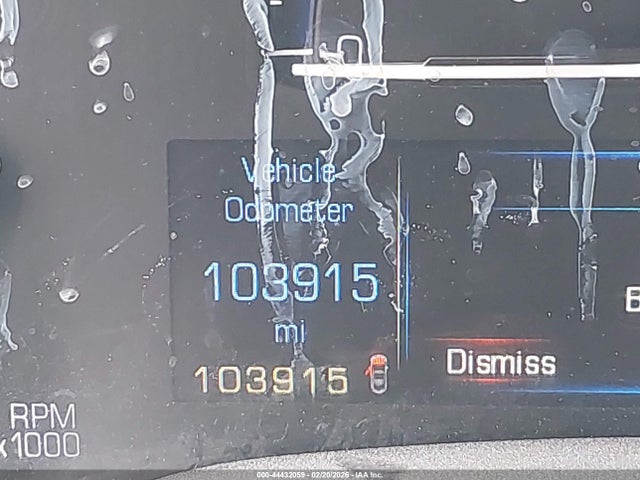 Vehicle
Odometer
103915
mi
103915
Dismiss
B
RPM
x1000
000-44432059 - 02/20/2026 - IAA Inc.